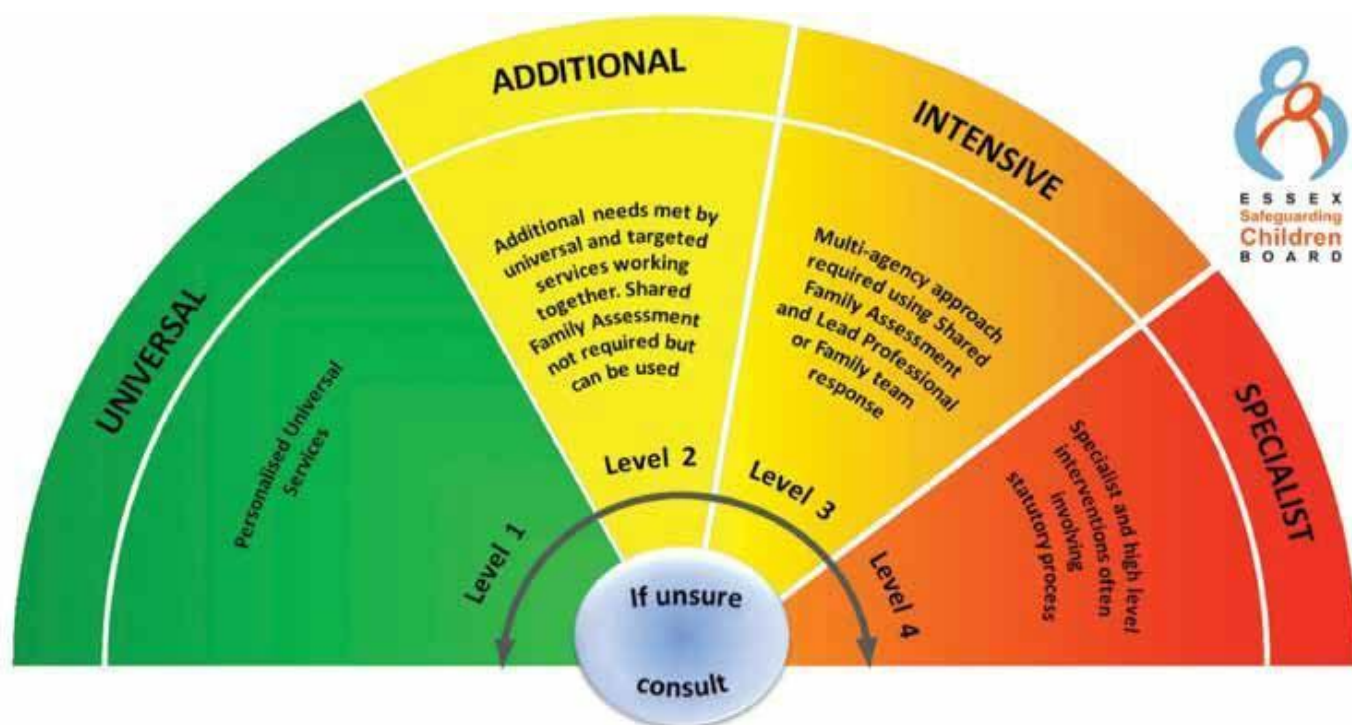 UNIVERSAL
Personalised Universal
Services
Level 1
ADDITIONAL
Additional needs met by
universal and targeted
services working
together. Shared
Family Assessment
not required but
can be used
Level 2
INTENSIVE
Multi-agency approach
required using Shared
Family Assessment
and Lead Professional
or Family team
response
Level 3
SPECIALIST
Specialist and high level
interventions often
involving
statutory process
Level 4
If unsure
consult
ESSEX
Safeguarding
Children
BOARD